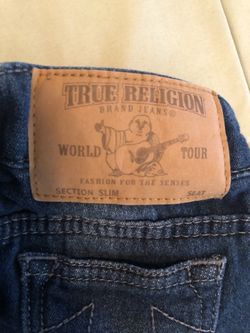 TRUE RELIGION
BRAND JEANS®
WORLD TOUR
FASHION FOR THE SENSES
SECTION SLIM SEAT